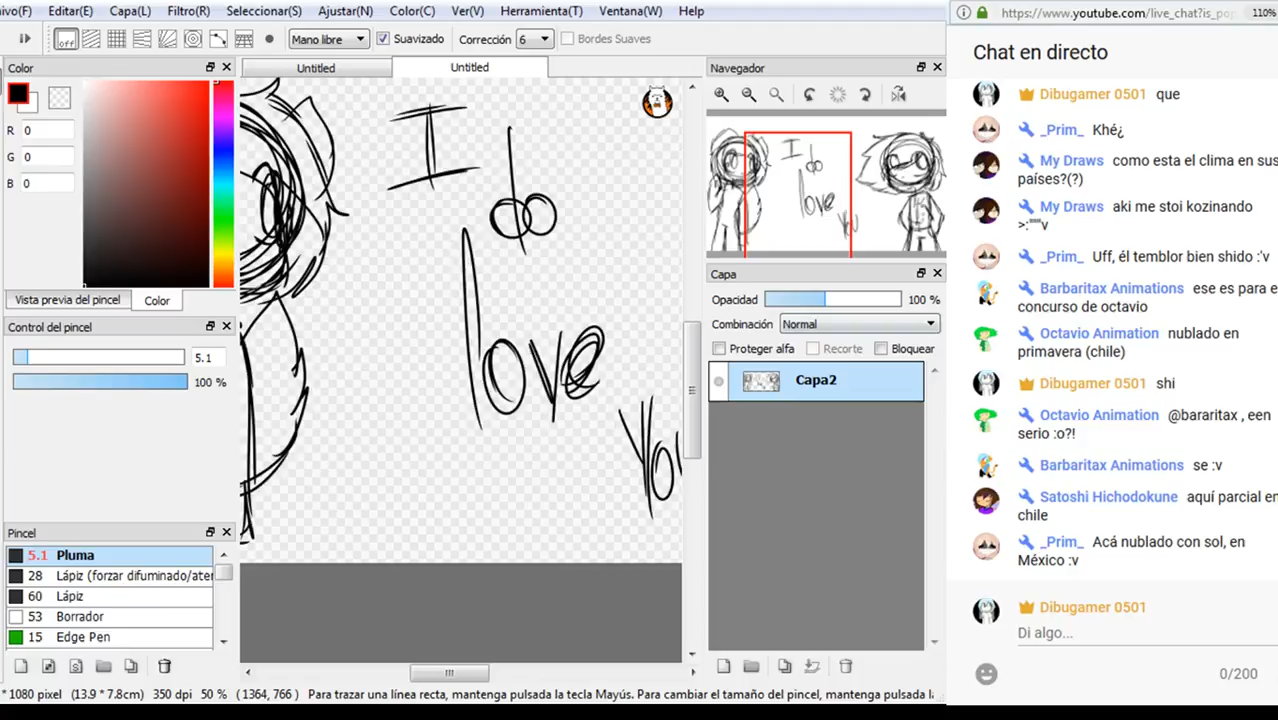 ivo(F) Editar(E) Capa(L) Filtro(R) Seleccionar(S) Ajustar(N) Color(C) Ver(V) Herramienta(T) Ventana(W) Help
off Mano libre Suavizado Corrección 6 Bordes Suaves
Color
R 0
G 0
B 0
Vista previa del pincel Color
Control del pincel
5.1
100 %
Pincel
5.1 Pluma
28 Lápiz (forzar difuminado/ater
60 Lápiz
53 Borrador
15 Edge Pen
Untitled Untitled
I
do
love
You
Navegador
I
do
love
You
Capa
Opacidad 100 %
Combinación Normal
Proteger alfa Recorte Bloquear
Capa2
* 1080 pixel (13.9 * 7.8cm) 350 dpi 50 % (1364, 766) Para trazar una línea recta, mantenga pulsada la tecla Mayús. Para cambiar el tamaño del pincel, mantenga pulsada la
https://www.youtube.com/live_chat?is_pop 110%
Chat en directo
Dibugamer 0501 que
_Prim_ Khé¿
My Draws como esta el clima en sus
países?(?)
My Draws aki me stoi kozinando
>:"""v
_Prim_ Uff, él temblor bien shido :'v
Barbaritax Animations ese es para e
concurso de octavio
Octavio Animation nublado en
primavera (chile)
Dibugamer 0501 shi
Octavio Animation @bararitax , een
serio :o?!
Barbaritax Animations se :v
Satoshi Hichodokune aquí parcial en
chile
_Prim_ Acá nublado con sol, en
México :v
Dibugamer 0501
Di algo...
0/200